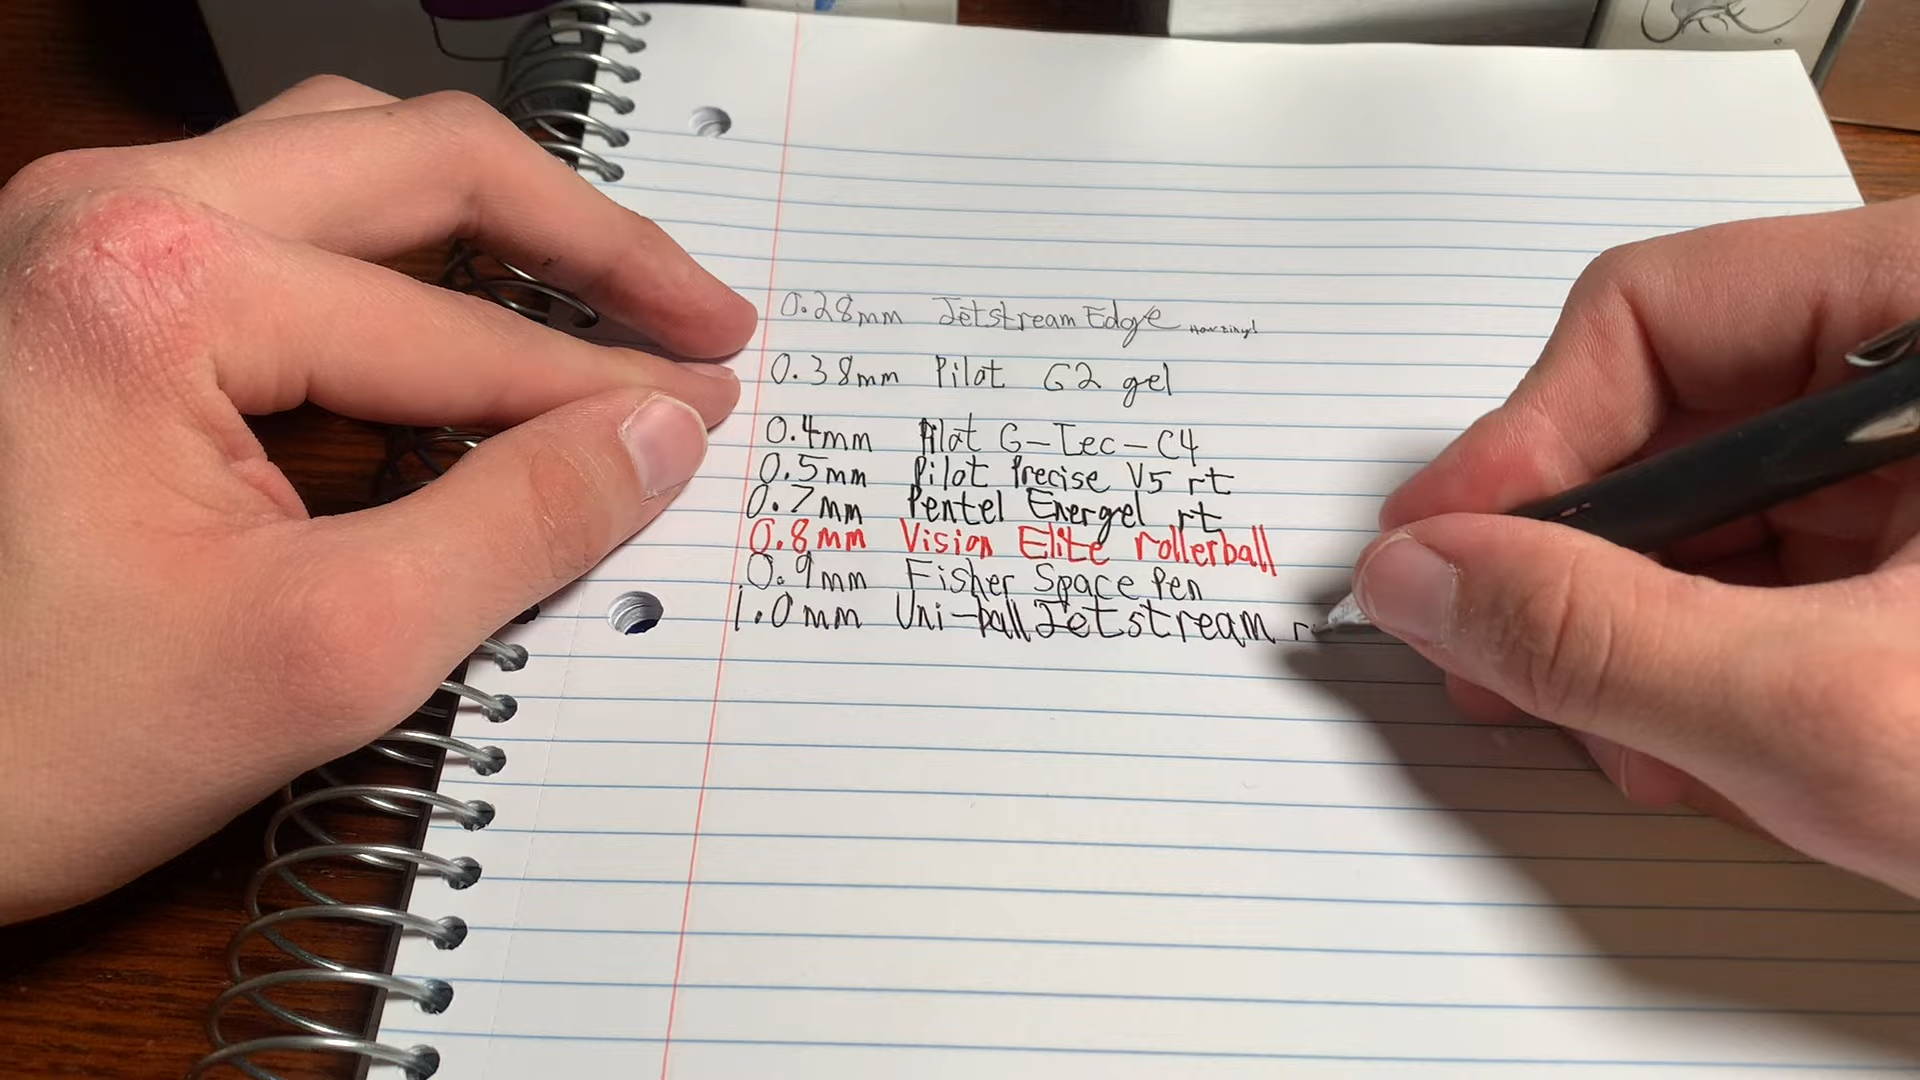 0.28mm Jetstream Edge How tiny!
0.38mm Pilot G2 gel
0.4mm Pilot G-Tec-C4
0.5mm Pilot Precise V5 rt
0.7mm Pentel Energel rt
0.8mm Vision Elite rollerball
0.9mm Fisher Space Pen
1.0mm Uni-ball Jetstream r